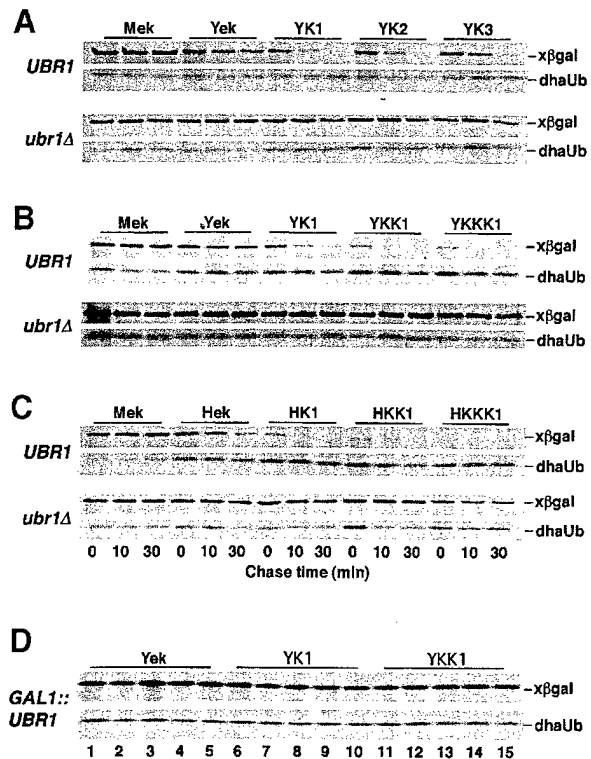 A
Mek Yek YK1 YK2 YK3
UBR1
xβgal
dhaUb
ubr1Δ
xβgal
dhaUb
B
Mek Yek YK1 YKK1 YKKK1
UBR1
xβgal
dhaUb
ubr1Δ
xβgal
dhaUb
C
Mek Hek HK1 HKK1 HKKK1
UBR1
xβgal
dhaUb
ubr1Δ
xβgal
dhaUb
0 10 30 0 10 30 0 10 30 0 10 30 0 10 30
Chase time (min)
D
Yek YK1 YKK1
GAL1::
UBR1
xβgal
dhaUb
1 2 3 4 5 6 7 8 9 10 11 12 13 14 15